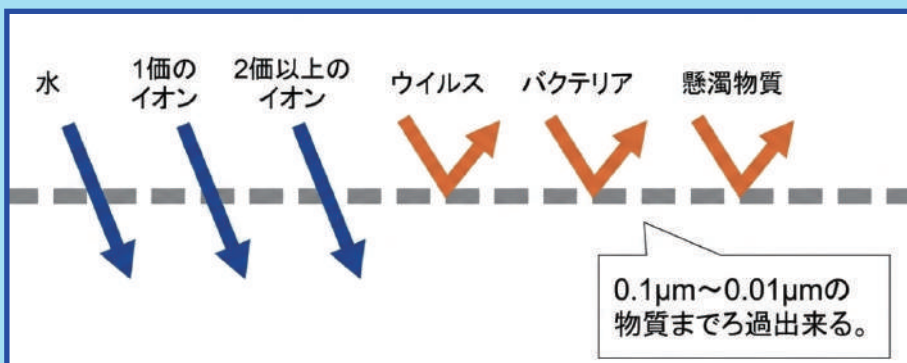 水
1価の
イオン
2価以上の
イオン
ウイルス
バクテリア
懸濁物質
0.1μm～0.01μmの
物質までろ過出来る。